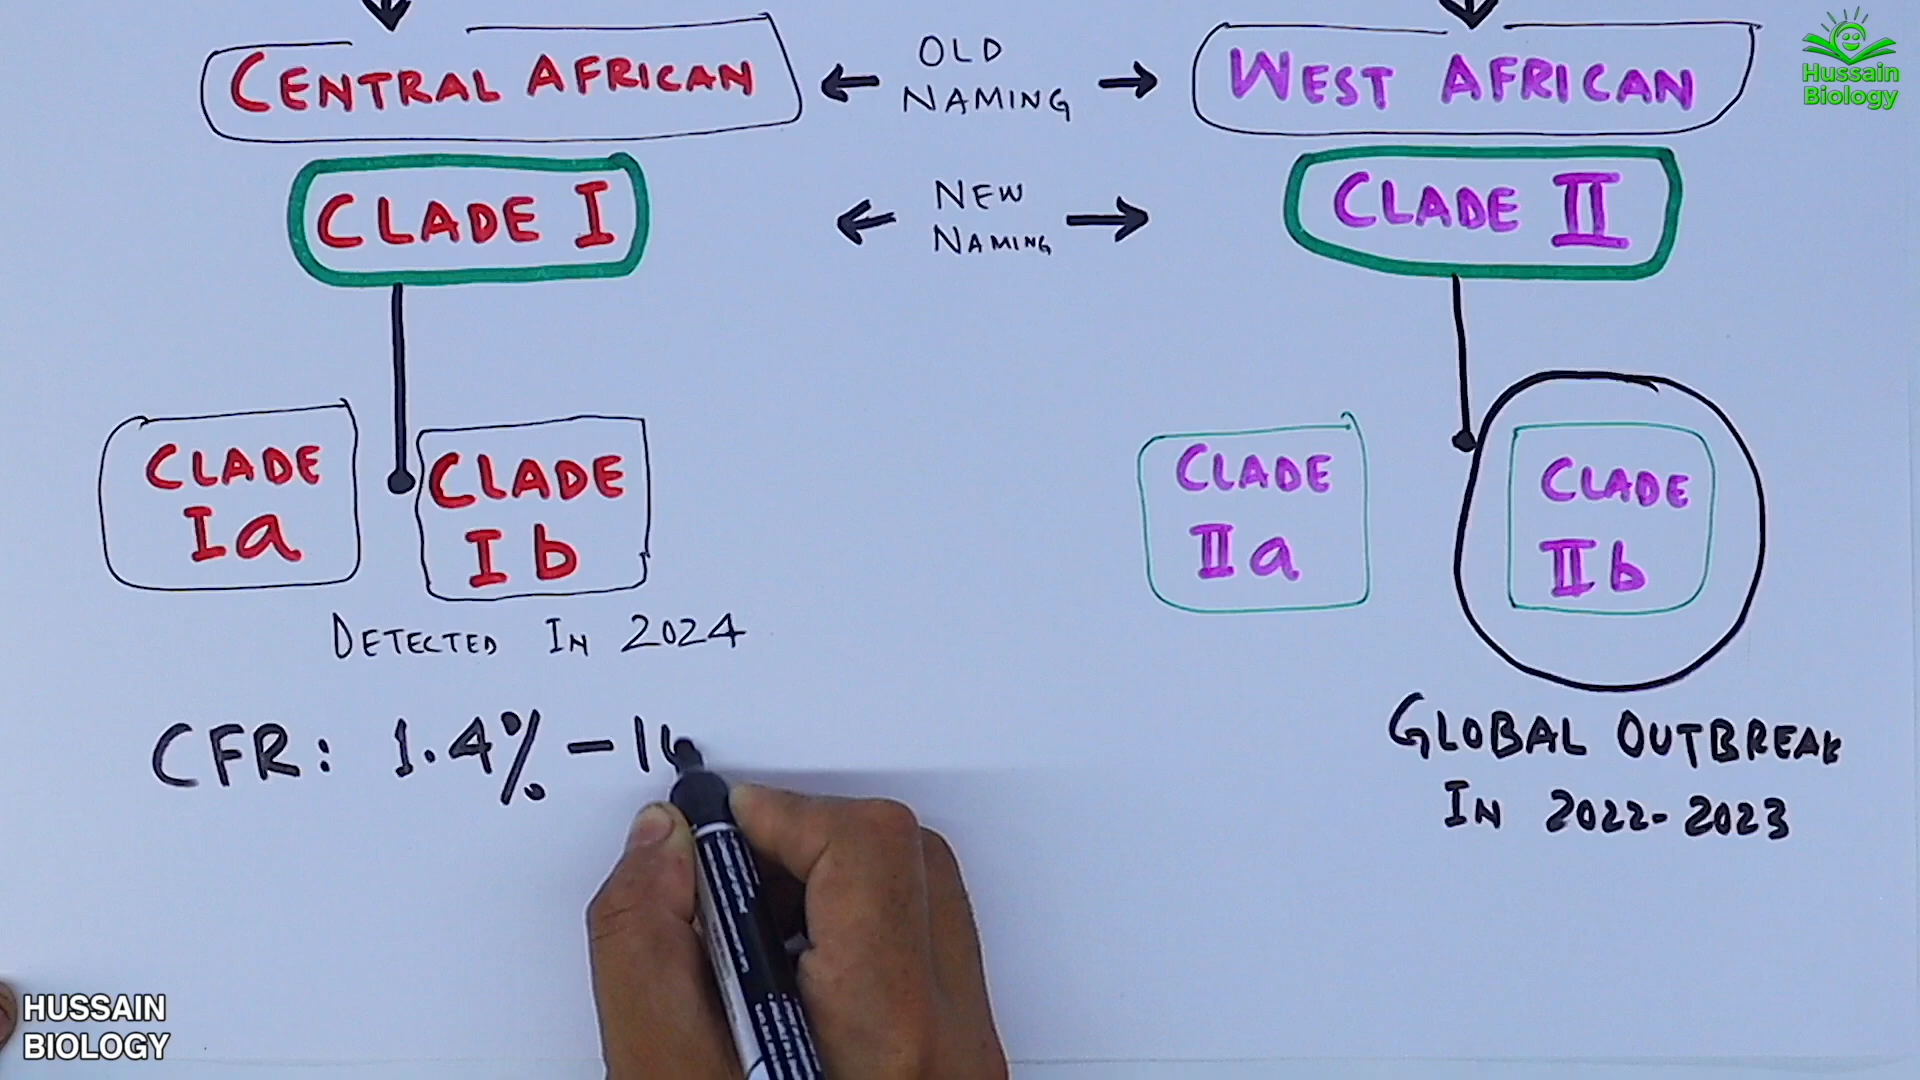 CENTRAL AFRICAN
OLD
NAMING
WEST AFRICAN
Hussain
Biology
CLADE I
NEW
NAMING
CLADE II
CLADE
Ia
CLADE
Ib
CLADE
IIa
CLADE
IIb
DETECTED IN 2024
CFR: 1.4% -
GLOBAL OUTBREAK
IN 2022-2023
HUSSAIN
BIOLOGY